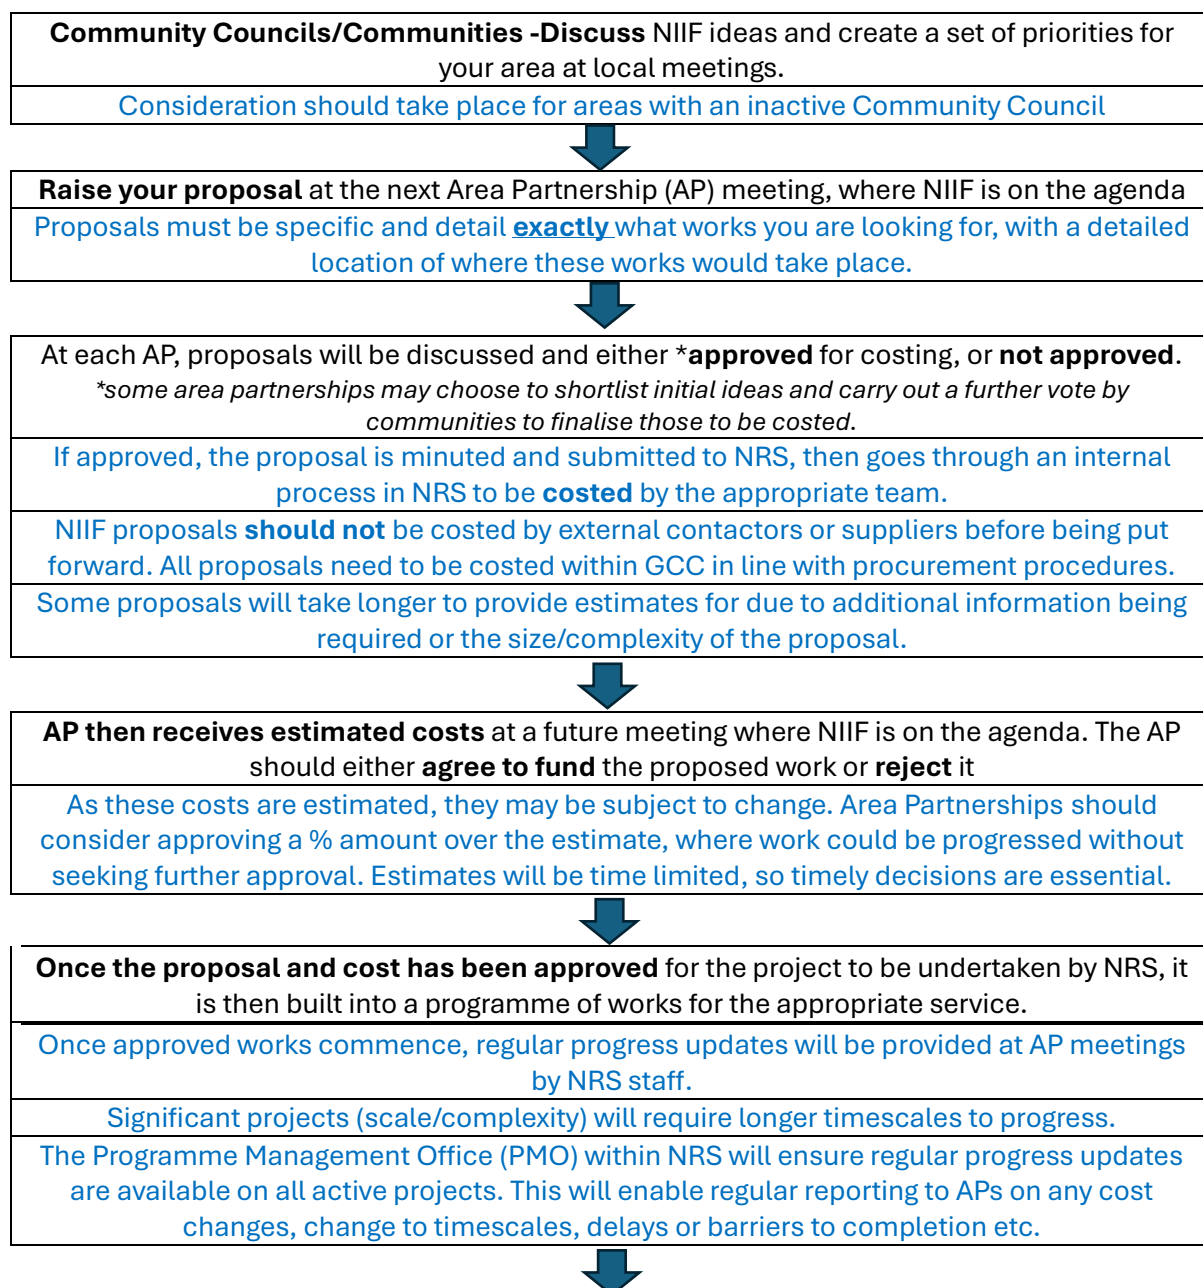 Community Councils/Communities -Discuss NIIF ideas and create a set of priorities for
your area at local meetings.
Consideration should take place for areas with an inactive Community Council
Raise your proposal at the next Area Partnership (AP) meeting, where NIIF is on the agenda
Proposals must be specific and detail exactly what works you are looking for, with a detailed
location of where these works would take place.
At each AP, proposals will be discussed and either *approved for costing, or not approved.
*some area partnerships may choose to shortlist initial ideas and carry out a further vote by
communities to finalise those to be costed.
If approved, the proposal is minuted and submitted to NRS, then goes through an internal
process in NRS to be costed by the appropriate team.
NIIF proposals should not be costed by external contactors or suppliers before being put
forward. All proposals need to be costed within GCC in line with procurement procedures.
Some proposals will take longer to provide estimates for due to additional information being
required or the size/complexity of the proposal.
AP then receives estimated costs at a future meeting where NIIF is on the agenda. The AP
should either agree to fund the proposed work or reject it
As these costs are estimated, they may be subject to change. Area Partnerships should
consider approving a % amount over the estimate, where work could be progressed without
seeking further approval. Estimates will be time limited, so timely decisions are essential.
Once the proposal and cost has been approved for the project to be undertaken by NRS, it
is then built into a programme of works for the appropriate service.
Once approved works commence, regular progress updates will be provided at AP meetings
by NRS staff.
Significant projects (scale/complexity) will require longer timescales to progress.
The Programme Management Office (PMO) within NRS will ensure regular progress updates
are available on all active projects. This will enable regular reporting to APs on any cost
changes, change to timescales, delays or barriers to completion etc.